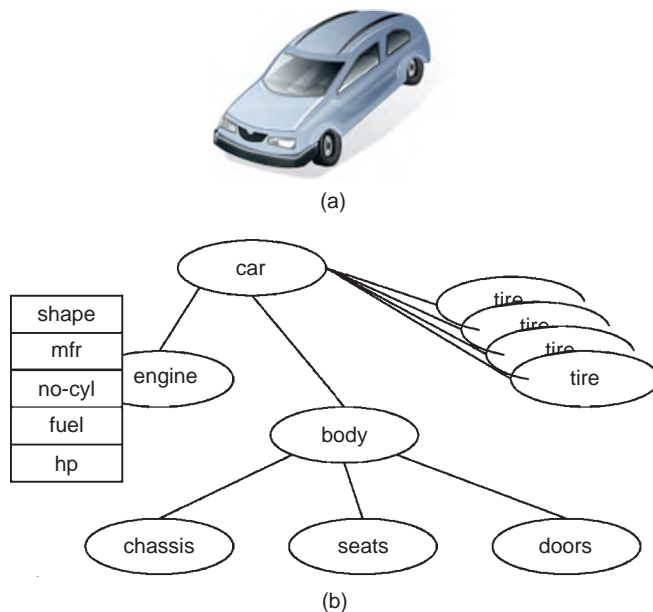 (a)
car
shape
mfr
no-cyl
fuel
hp
engine
tire
tire
tire
tire
body
chassis
seats
doors
(b)